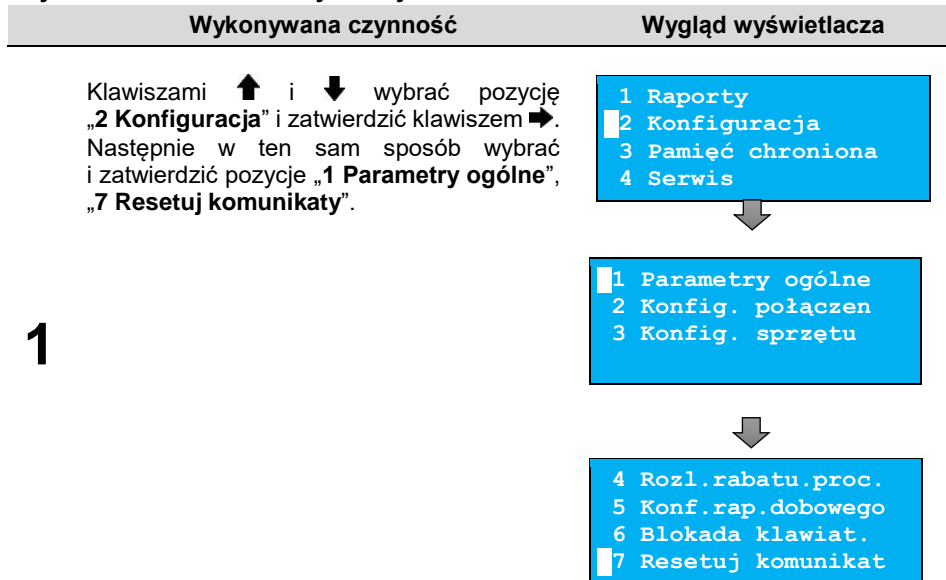 Wykonywana czynność
Wygląd wyświetlacza
1
Klawiszami ⬆ i ⬇ wybrać pozycję
„2 Konfiguracja” i zatwierdzić klawiszem ➡.
Następnie w ten sam sposób wybrać
i zatwierdzić pozycje „1 Parametry ogólne”,
„7 Resetuj komunikaty”.
1 Raporty
2 Konfiguracja
3 Pamięć chroniona
4 Serwis
1 Parametry ogólne
2 Konfig. połączen
3 Konfig. sprzętu
4 Rozl.rabatu.proc.
5 Konf.rap.dobowego
6 Blokada klawiat.
7 Resetuj komunikat